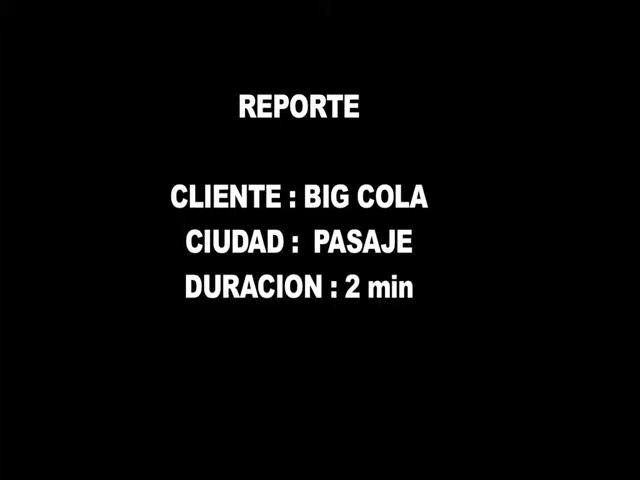 REPORTE
CLIENTE : BIG COLA
CIUDAD : PASAJE
DURACION : 2 min